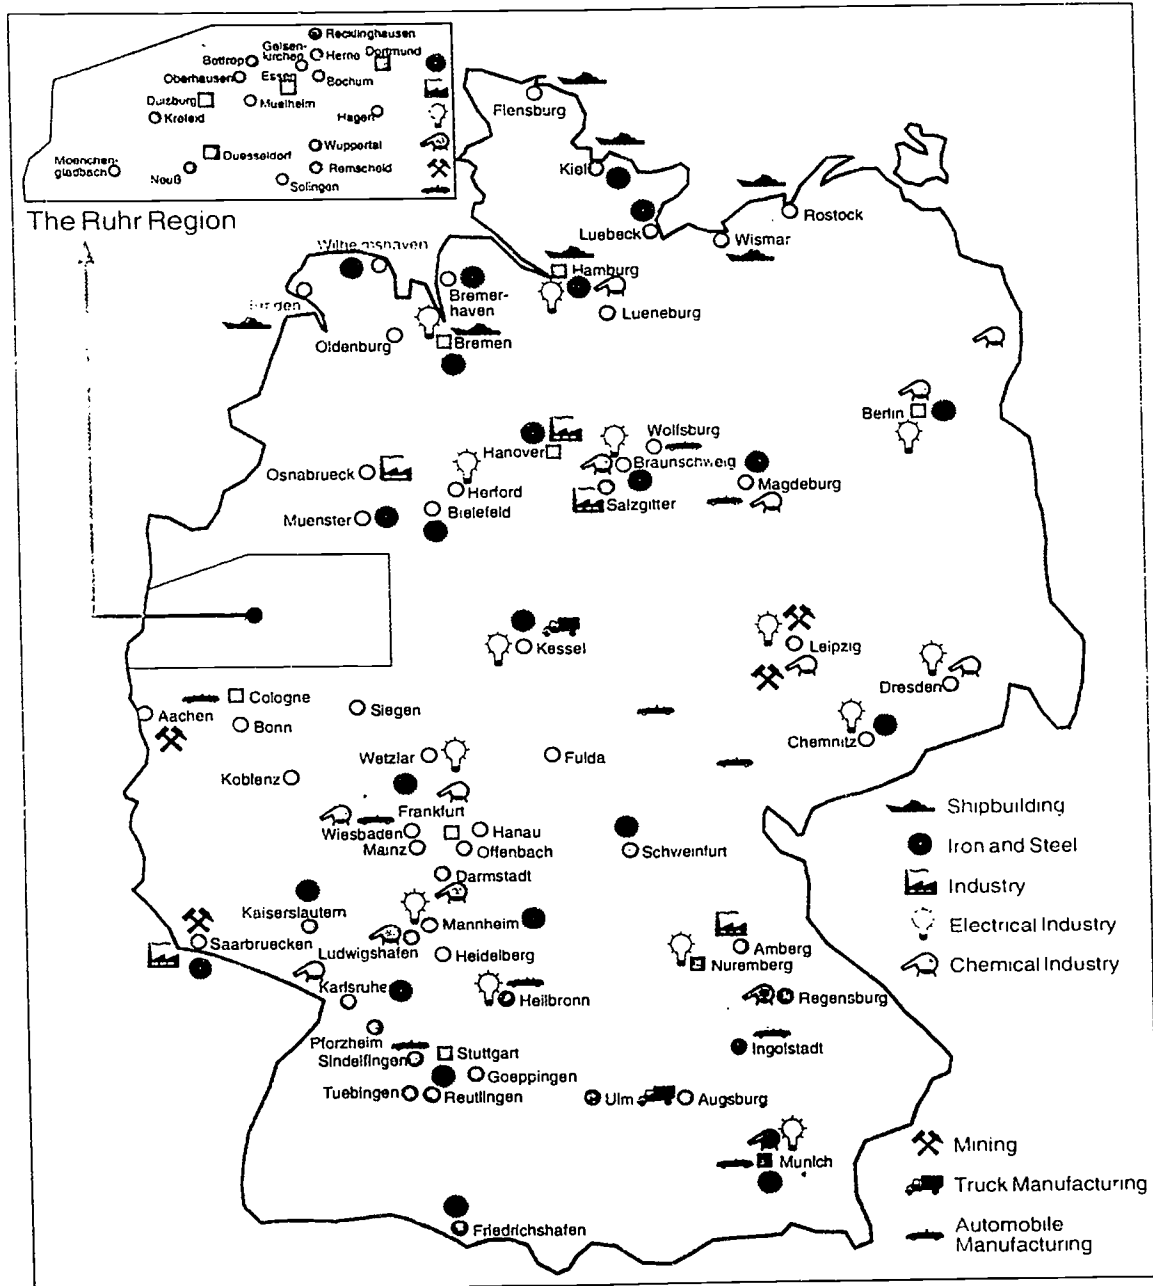 Recklinghausen
Gelsen-
kirchen
Herne
Dortmund
Bottrop
Oberhausen
Essen
Bochum
Duisburg
Muelheim
Krefeld
Hagen
Wuppertal
Duesseldorf
Moenchen-
gladbach
Neuß
Remscheid
Solingen
The Ruhr Region
Flensburg
Kiel
Rostock
Luebeck
Wismar
Wilhelmshaven
Hamburg
Bremer-
haven
Lueneburg
Oldenburg
Bremen
Berlin
Wolfsburg
Hanover
Braunschweig
Osnabrueck
Herford
Salzgitter
Magdeburg
Muenster
Bielefeld
Kessel
Leipzig
Dresden
Cologne
Aachen
Bonn
Siegen
Chemnitz
Wetzlar
Fulda
Koblenz
Frankfurt
Wiesbaden
Hanau
Mainz
Offenbach
Schweinfurt
Darmstadt
Kaiserslautern
Mannheim
Saarbruecken
Ludwigshafen
Heidelberg
Amberg
Nuremberg
Karlsruhe
Heilbronn
Regensburg
Pforzheim
Sindelfingen
Stuttgart
Ingolstadt
Goeppingen
Tuebingen
Reutlingen
Ulm
Augsburg
Munich
Friedrichshafen
Shipbuilding
Iron and Steel
Industry
Electrical Industry
Chemical Industry
Mining
Truck Manufacturing
Automobile
Manufacturing